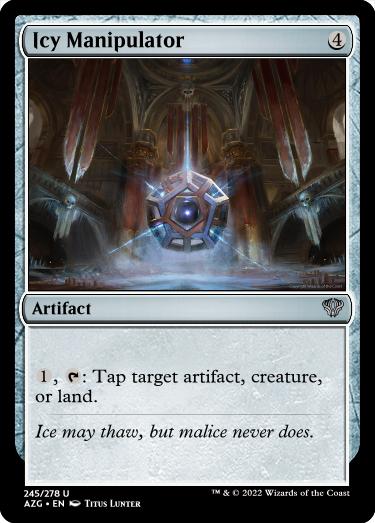 Icy Manipulator 4
Artifact
1, : Tap target artifact, creature,
or land.
Ice may thaw, but malice never does.
245/278 U
AZG • EN Titus Lunter
™ & © 2022 Wizards of the Coast